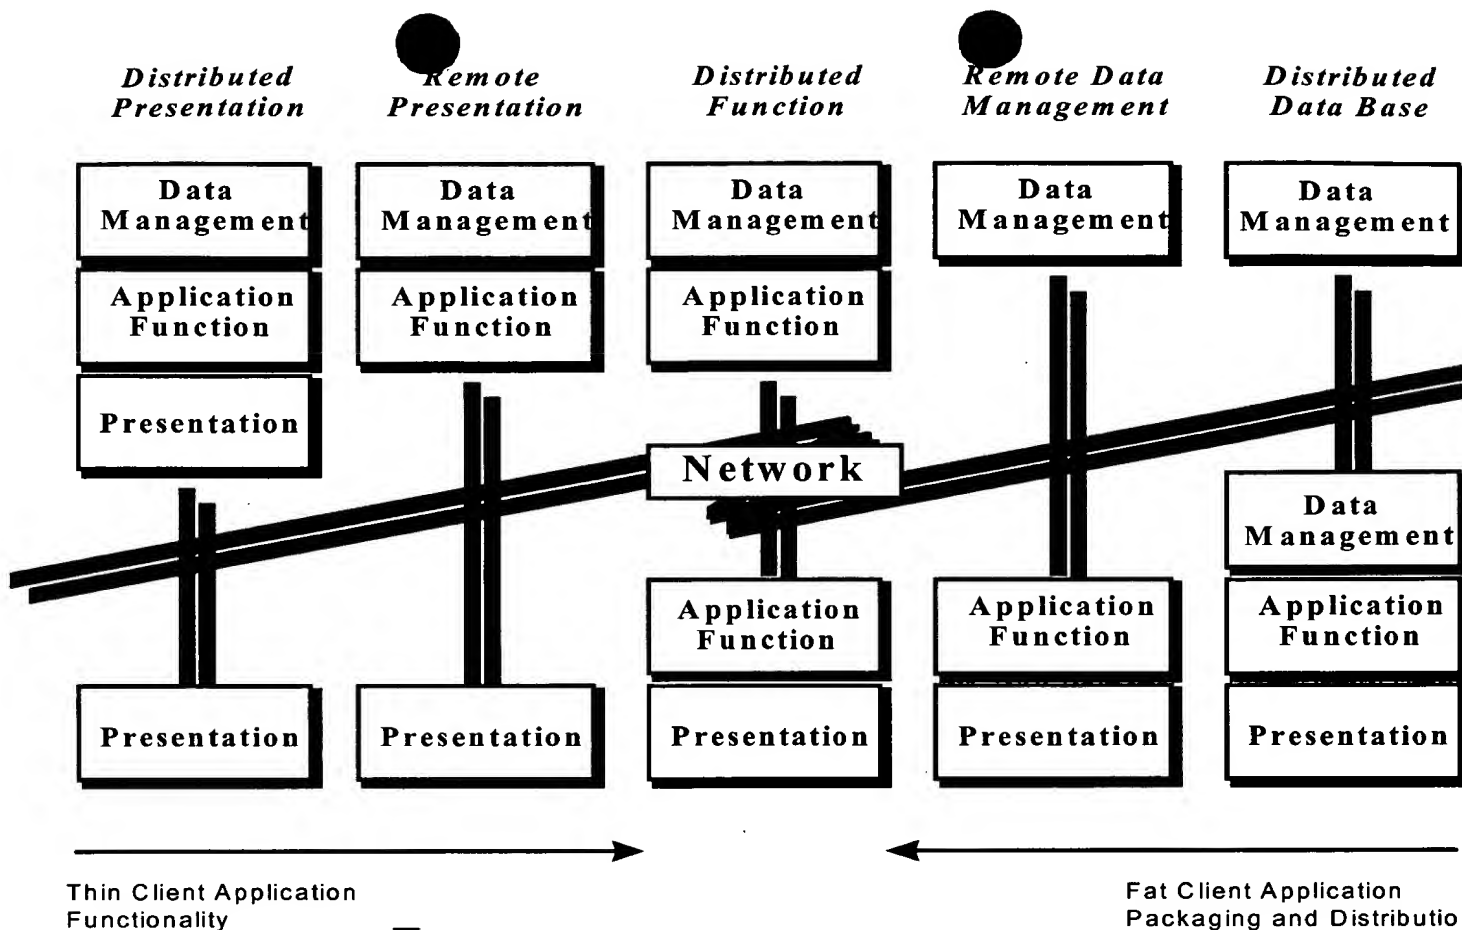 Distributed
Presentation
Remote
Presentation
Distributed
Function
Remote Data
Management
Distributed
Data Base
Data
Management
Application
Function
Presentation
Presentation
Data
Management
Application
Function
Presentation
Data
Management
Application
Function
Network
Application
Function
Presentation
Data
Management
Application
Function
Presentation
Data
Management
Data
Management
Application
Function
Presentation
Thin Client Application
Functionality
Fat Client Application
Packaging and Distributio